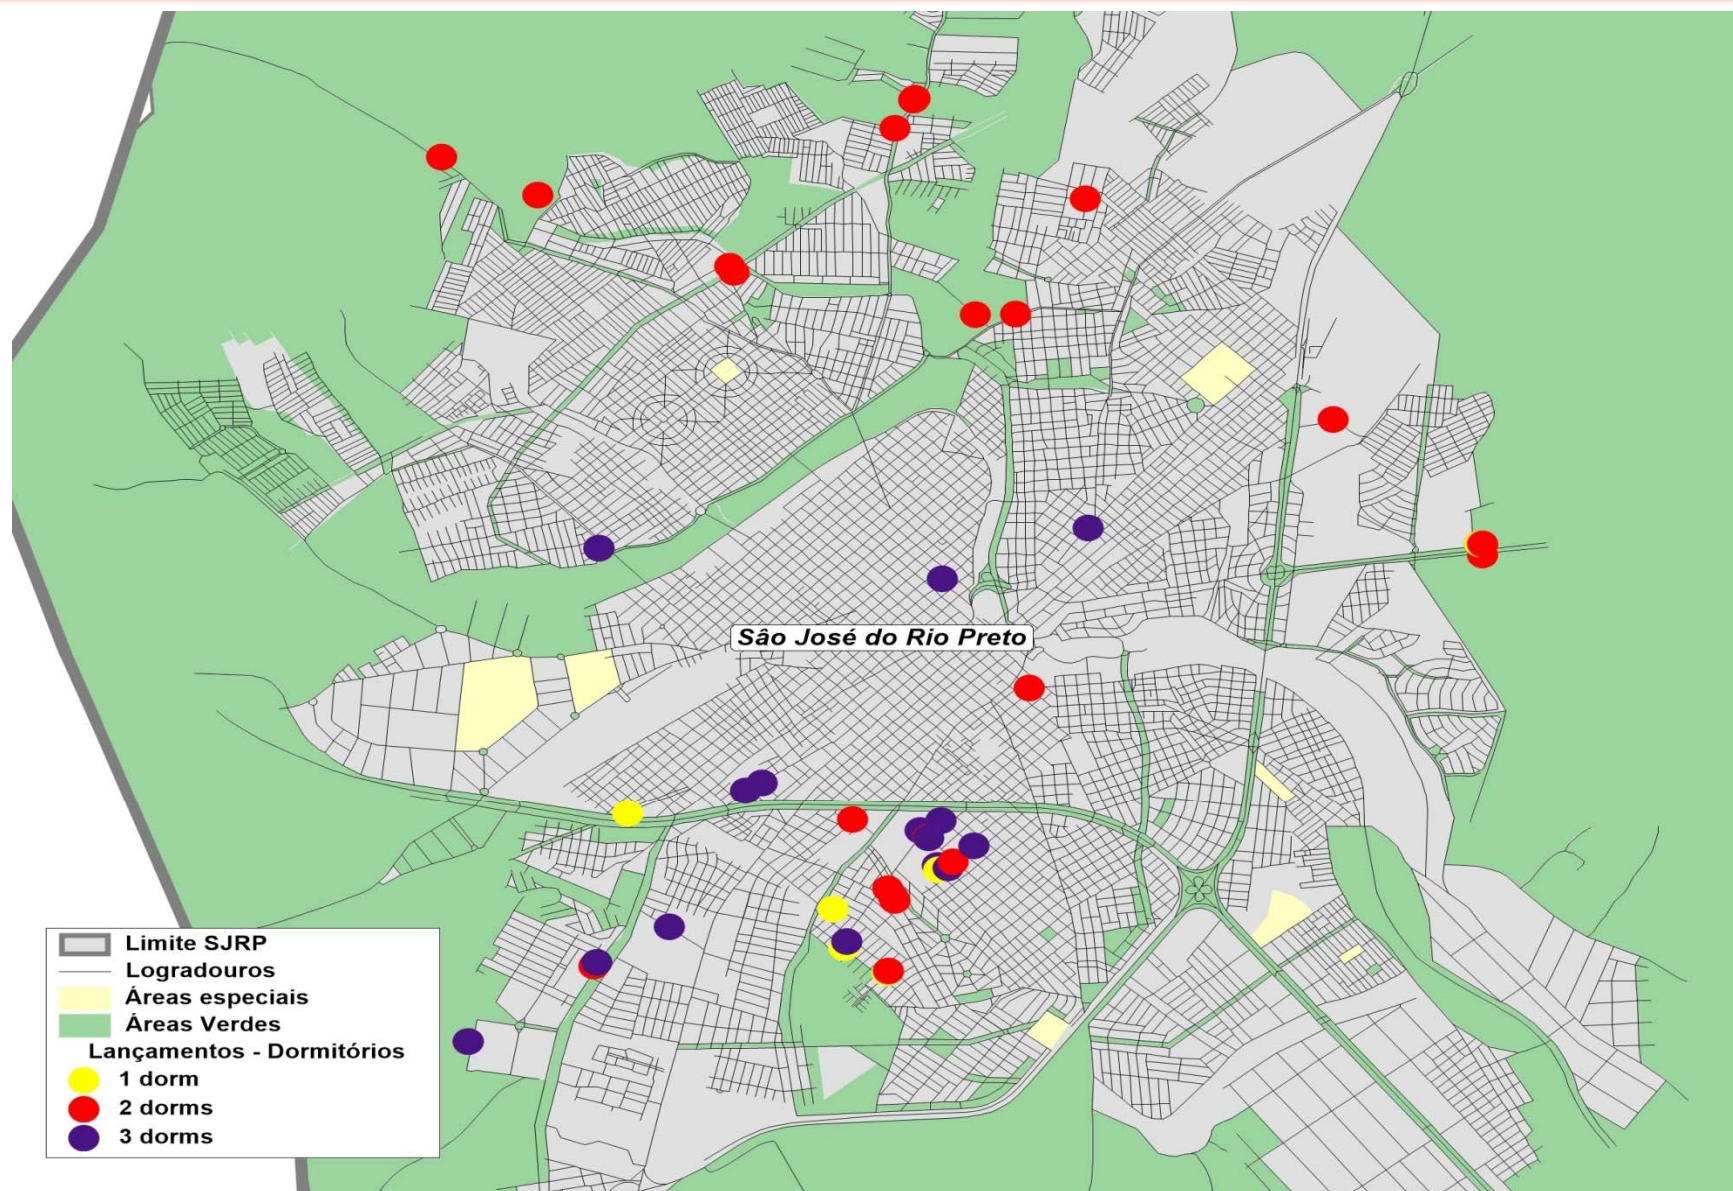 Sâo José do Rio Preto
Limite SJRP
Logradouros
Áreas especiais
Áreas Verdes
Lançamentos - Dormitórios
1 dorm
2 dorms
3 dorms